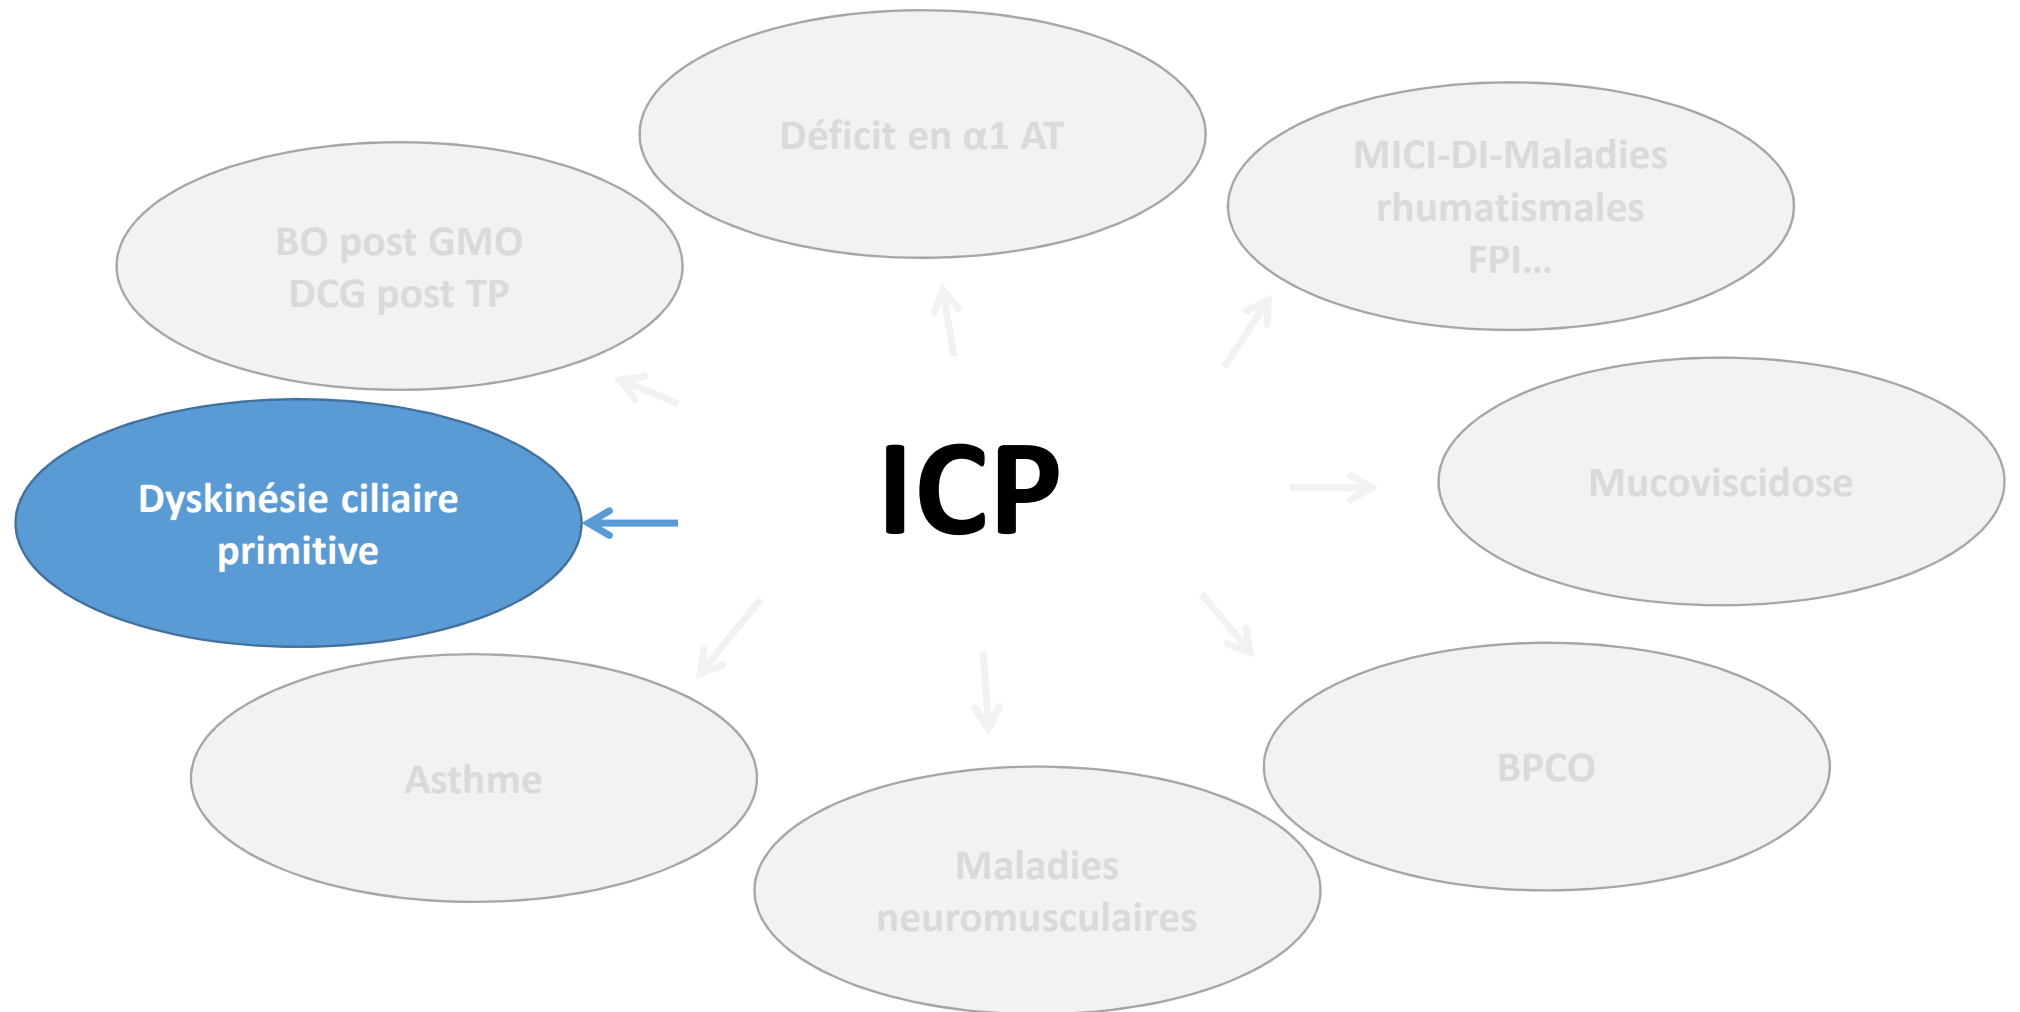 Déficit en α1 AT
MICI-DI-Maladies
rhumatismales
FPI...
BO post GMO
DCG post TP
ICP
Mucoviscidose
Dyskinésie ciliaire
primitive
Asthme
BPCO
Maladies
neuromusculaires